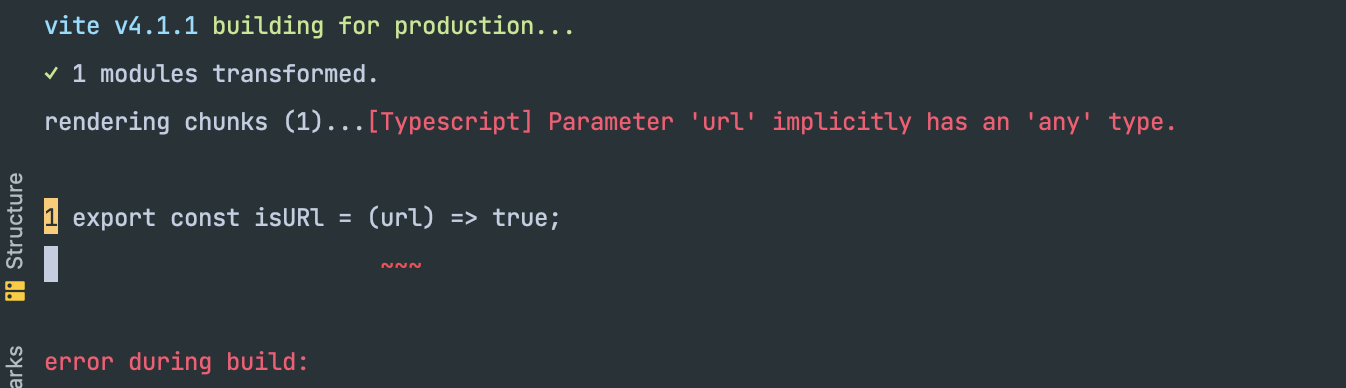 vite v4.1.1 building for production...
✓ 1 modules transformed.
rendering chunks (1)...[Typescript] Parameter 'url' implicitly has an 'any' type.
1 export const isURl = (url) => true;
~~~
error during build:
Structure
arks